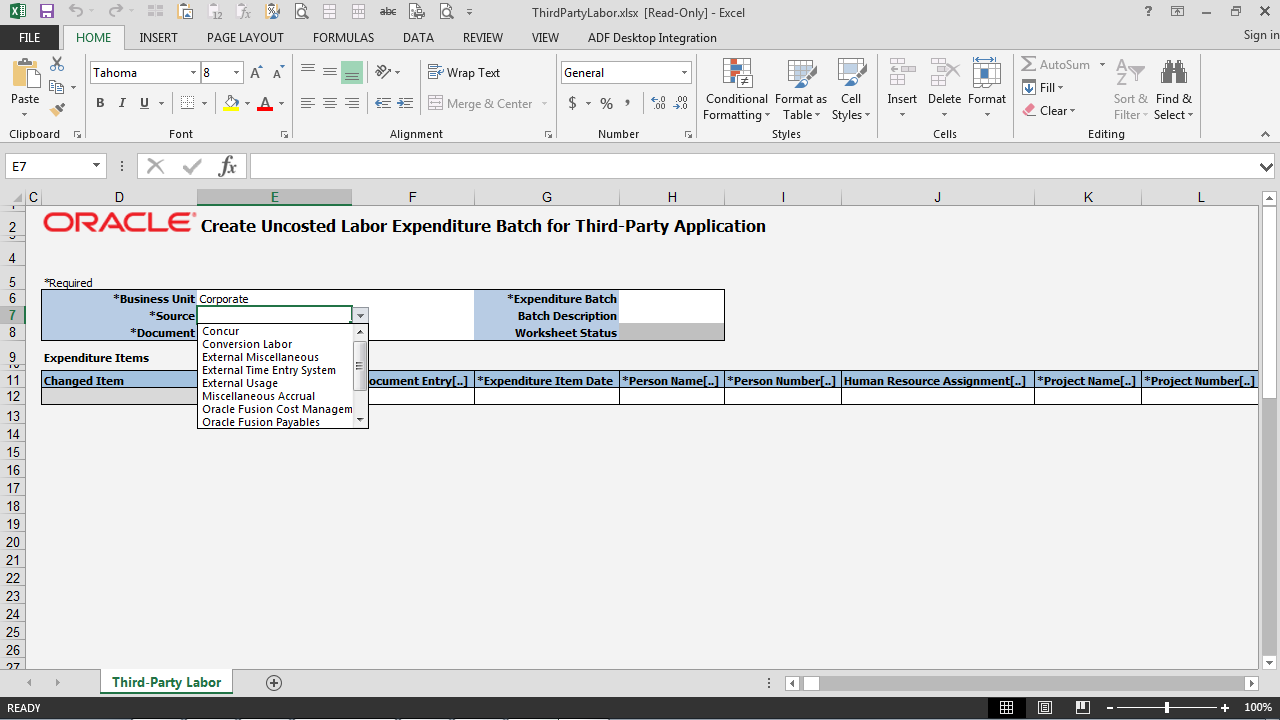 ThirdPartyLabor.xlsx [Read-Only] - Excel
FILE HOME INSERT PAGE LAYOUT FORMULAS DATA REVIEW VIEW ADF Desktop Integration Sign in
Paste
Clipboard
Tahoma 8
B I U
Font
Wrap Text
Merge & Center
Alignment
General
$ % ,
Number
Conditional Formatting
Format as Table
Cell Styles
Styles
Insert Delete Format
Cells
AutoSum
Fill
Clear
Sort & Filter
Find & Select
Editing
E7
fx
C D E F G H I J K L
2 ORACLE Create Uncosted Labor Expenditure Batch for Third-Party Application
4
5 *Required
6 *Business Unit Corporate *Expenditure Batch
7 *Source Batch Description
8 *Document Worksheet Status
Concur
Conversion Labor
External Miscellaneous
External Time Entry System
External Usage
Miscellaneous Accrual
Oracle Fusion Cost Managem
Oracle Fusion Payables
9 Expenditure Items
10
11 Changed Item ocument Entry[..] *Expenditure Item Date *Person Name[..] *Person Number[..] Human Resource Assignment[..] *Project Name[..] *Project Number[..]
12
13
14
15
16
17
18
19
20
21
22
23
24
25
26
27
Third-Party Labor
READY 100%